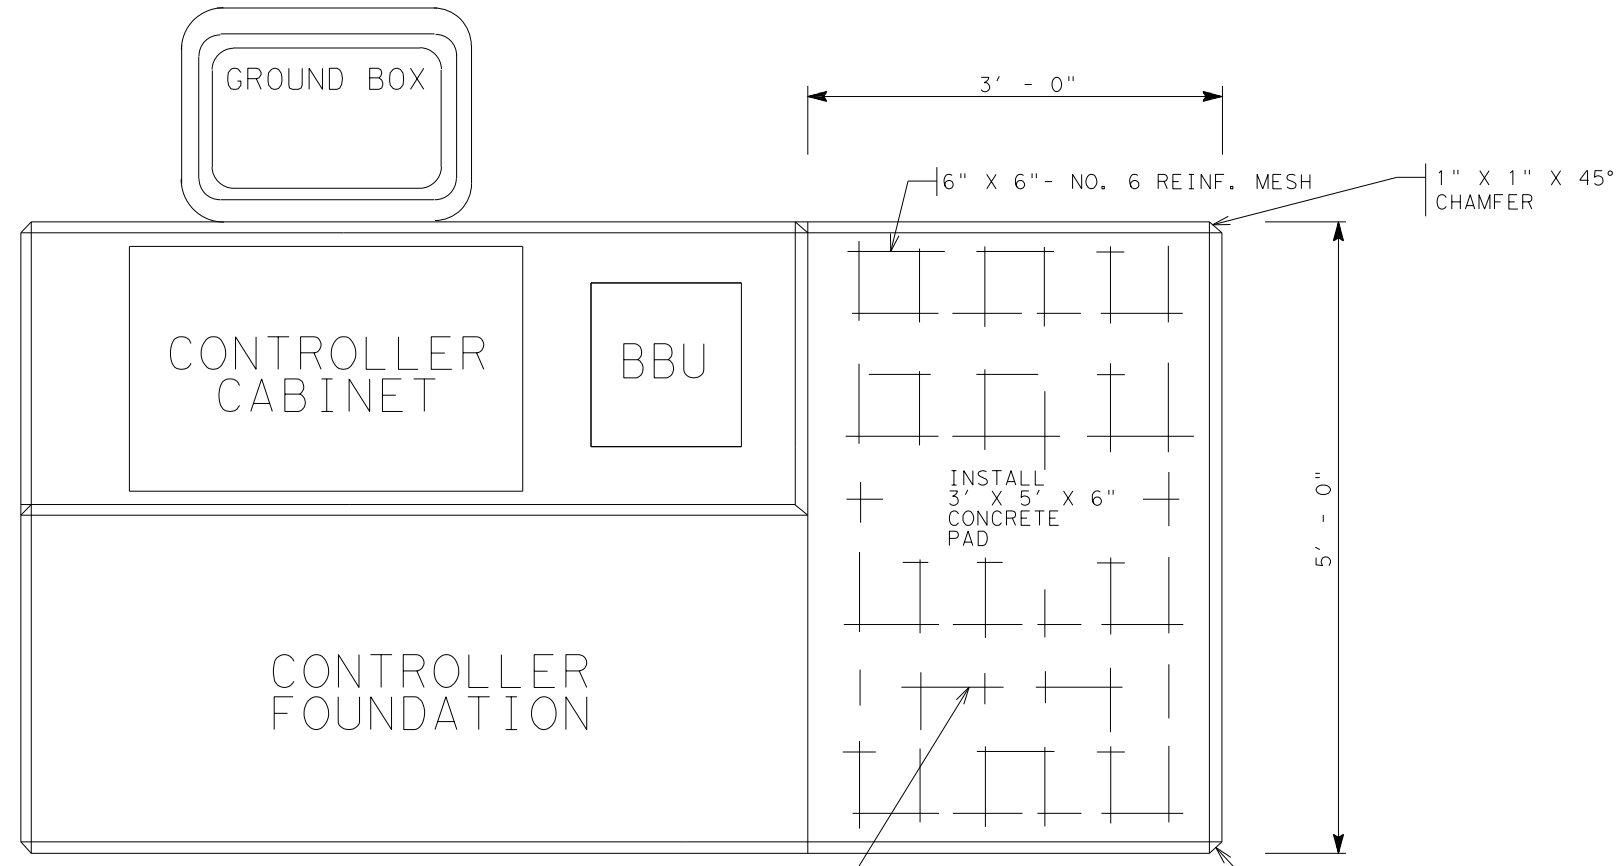 GROUND BOX
3' - 0"
6" X 6"- NO. 6 REINF. MESH
1" X 1" X 45°
CHAMFER
CONTROLLER
CABINET
BBU
INSTALL
3' X 5' X 6"
CONCRETE
PAD
5' - 0"
CONTROLLER
FOUNDATION